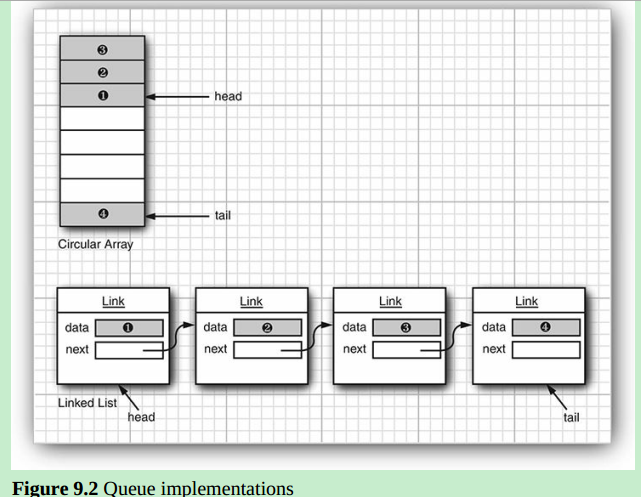 ❸
❷
❶ head
❹ tail
Circular Array
Link Link Link Link
data ❶ data ❷ data ❸ data ❹
next next next next
Linked List
head tail
Figure 9.2 Queue implementations